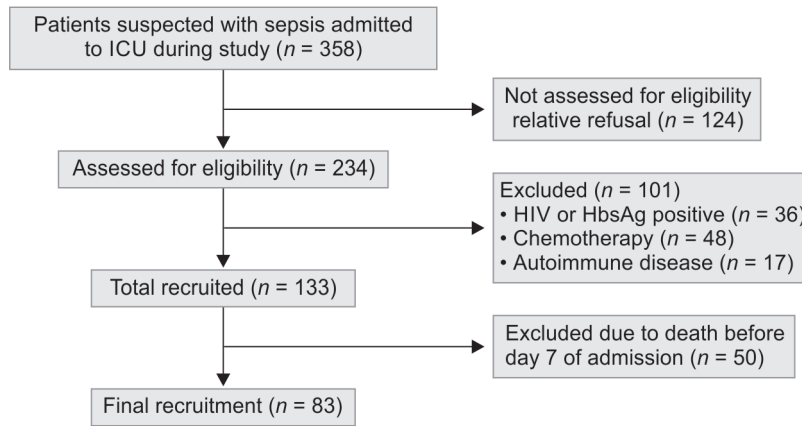 Patients suspected with sepsis admitted
to ICU during study (n = 358)
Not assessed for eligibility
relative refusal (n = 124)
Assessed for eligibility (n = 234)
Excluded (n = 101)
• HIV or HbsAg positive (n = 36)
• Chemotherapy (n = 48)
• Autoimmune disease (n = 17)
Total recruited (n = 133)
Excluded due to death before
day 7 of admission (n = 50)
Final recruitment (n = 83)